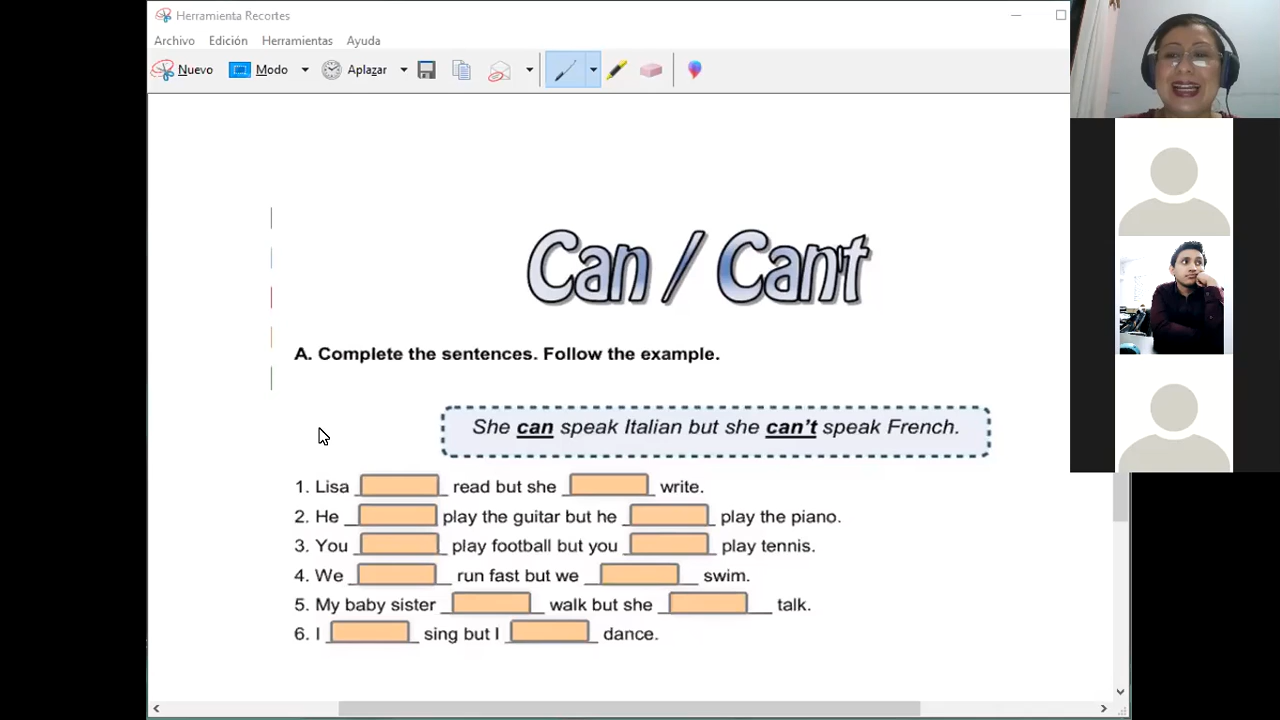 Herramienta Recortes
Archivo Edición Herramientas Ayuda
Nuevo Modo Aplazar
Can / Can't
A. Complete the sentences. Follow the example.
She can speak Italian but she can't speak French.
1. Lisa read but she write.
2. He play the guitar but he play the piano.
3. You play football but you play tennis.
4. We run fast but we swim.
5. My baby sister walk but she talk.
6. I sing but I dance.